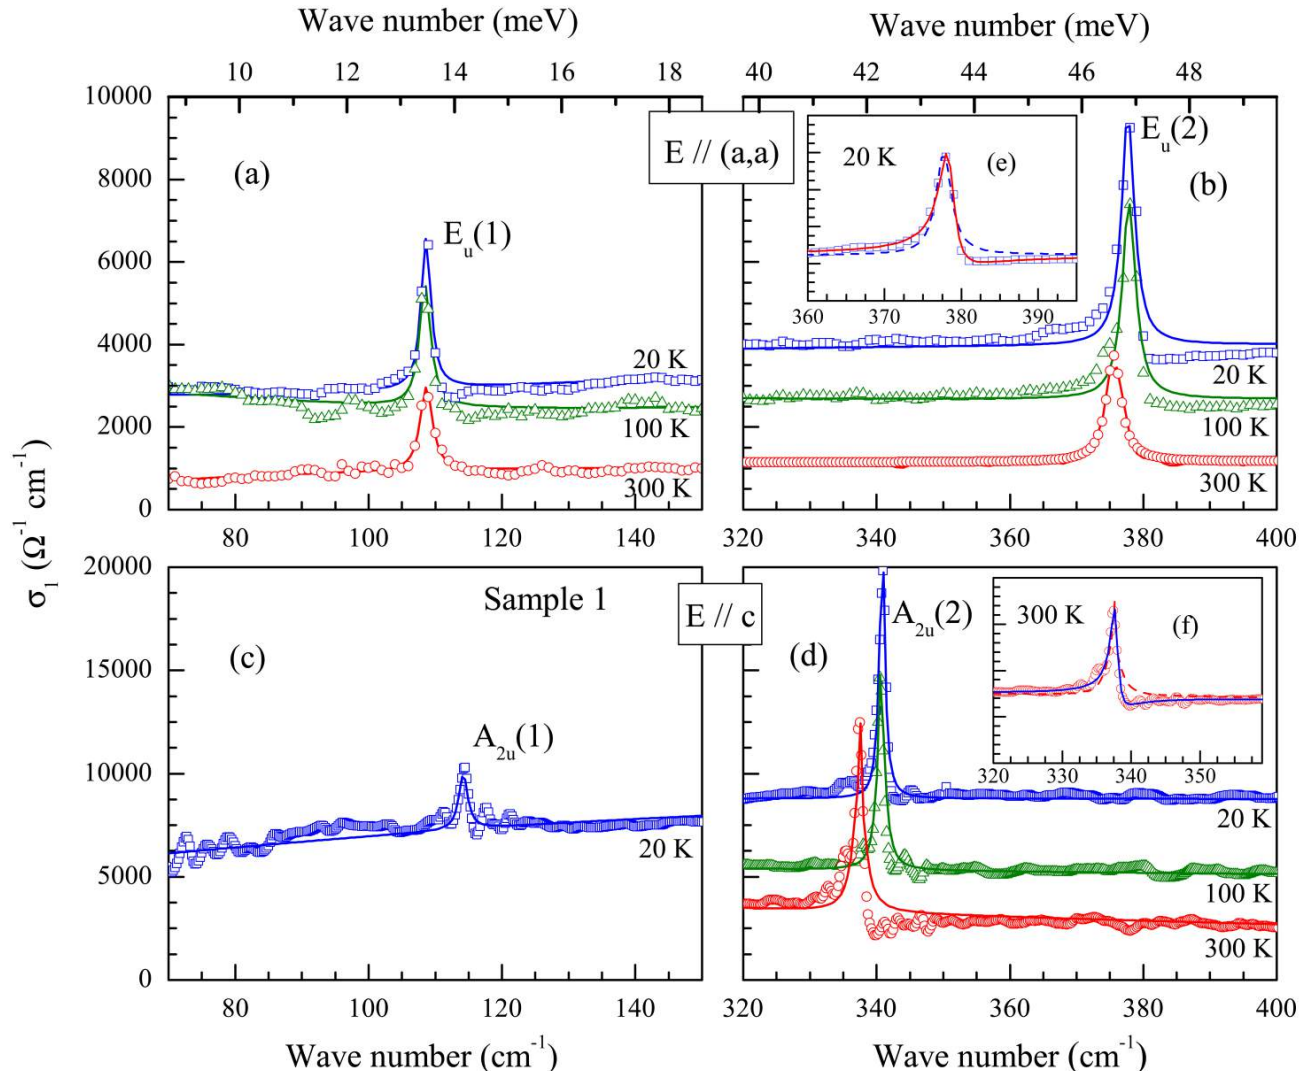 Wave number (meV) Wave number (meV)
10 12 14 16 18 40 42 44 46 48
10000
8000
6000
4000
2000
0
(a)
E_u(1)
20 K
100 K
300 K
80 100 120 140
E // (a,a)
E_u(2)
(b)
20 K
(e)
360 370 380 390
20 K
100 K
300 K
320 340 360 380 400
σ₁ (Ω⁻¹ cm⁻¹)
20000
15000
10000
5000
0
Sample 1
(c)
A_2u(1)
20 K
80 100 120 140
E // c
A_2u(2)
(d)
300 K
(f)
320 330 340 350
20 K
100 K
300 K
320 340 360 380 400
Wave number (cm⁻¹) Wave number (cm⁻¹)